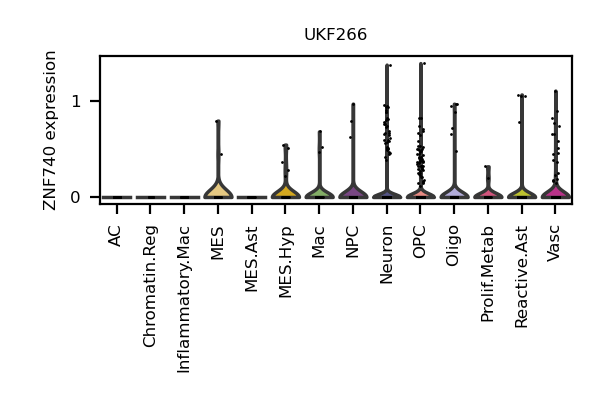 UKF266
ZNF740 expression
1
0
AC
Chromatin.Reg
Inflammatory.Mac
MES
MES.Ast
MES.Hyp
Mac
NPC
Neuron
OPC
Oligo
Prolif.Metab
Reactive.Ast
Vasc